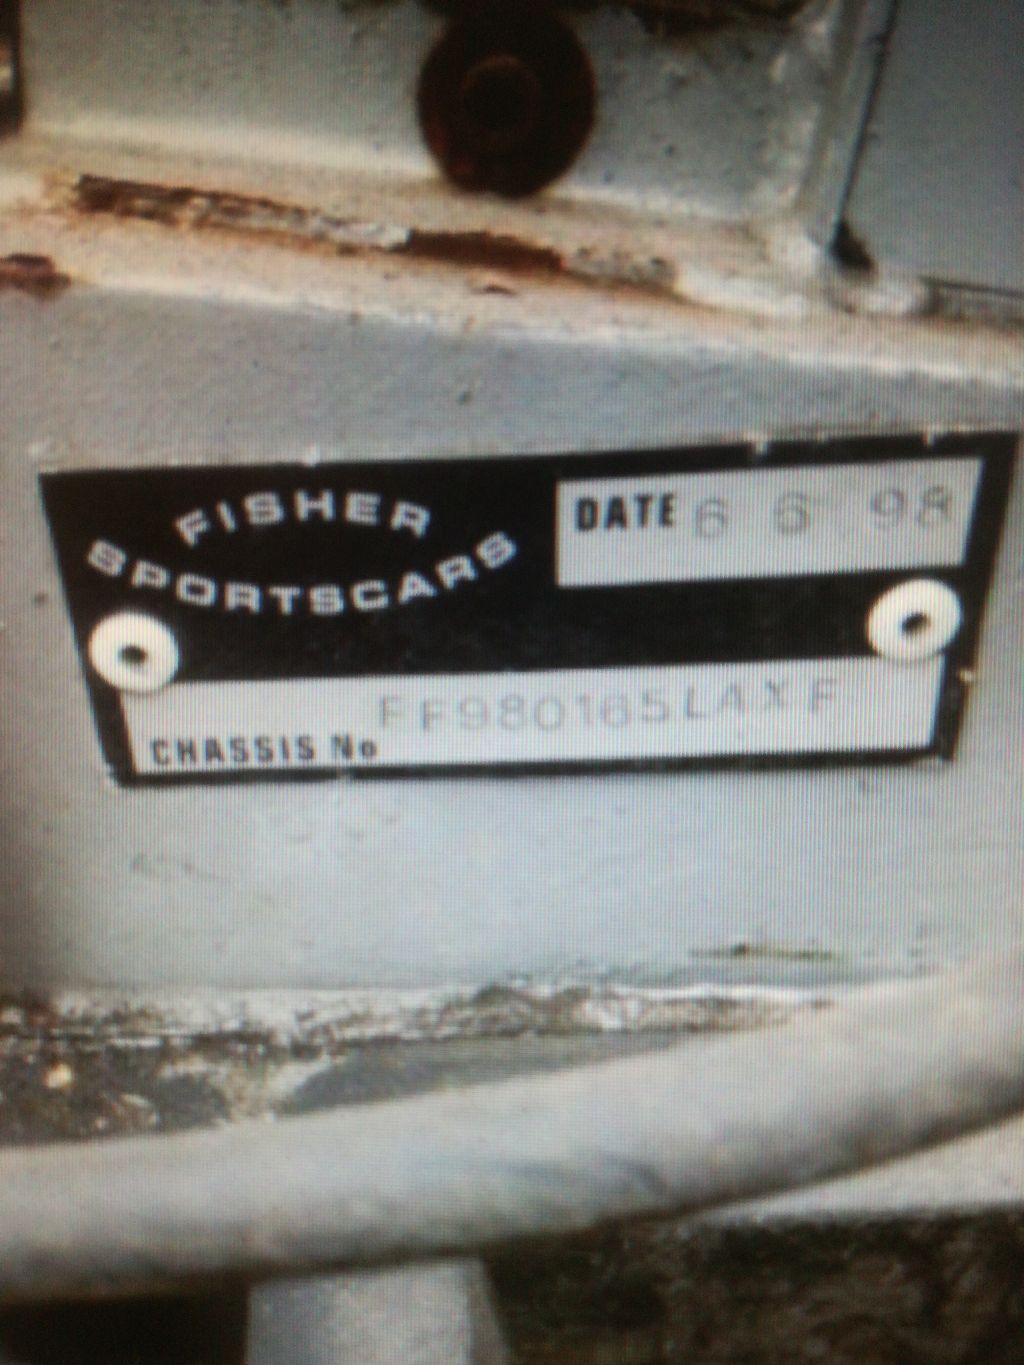 FISHER
SPORTSCARS
DATE 6 6 98
CHASSIS No FF980165LAXF